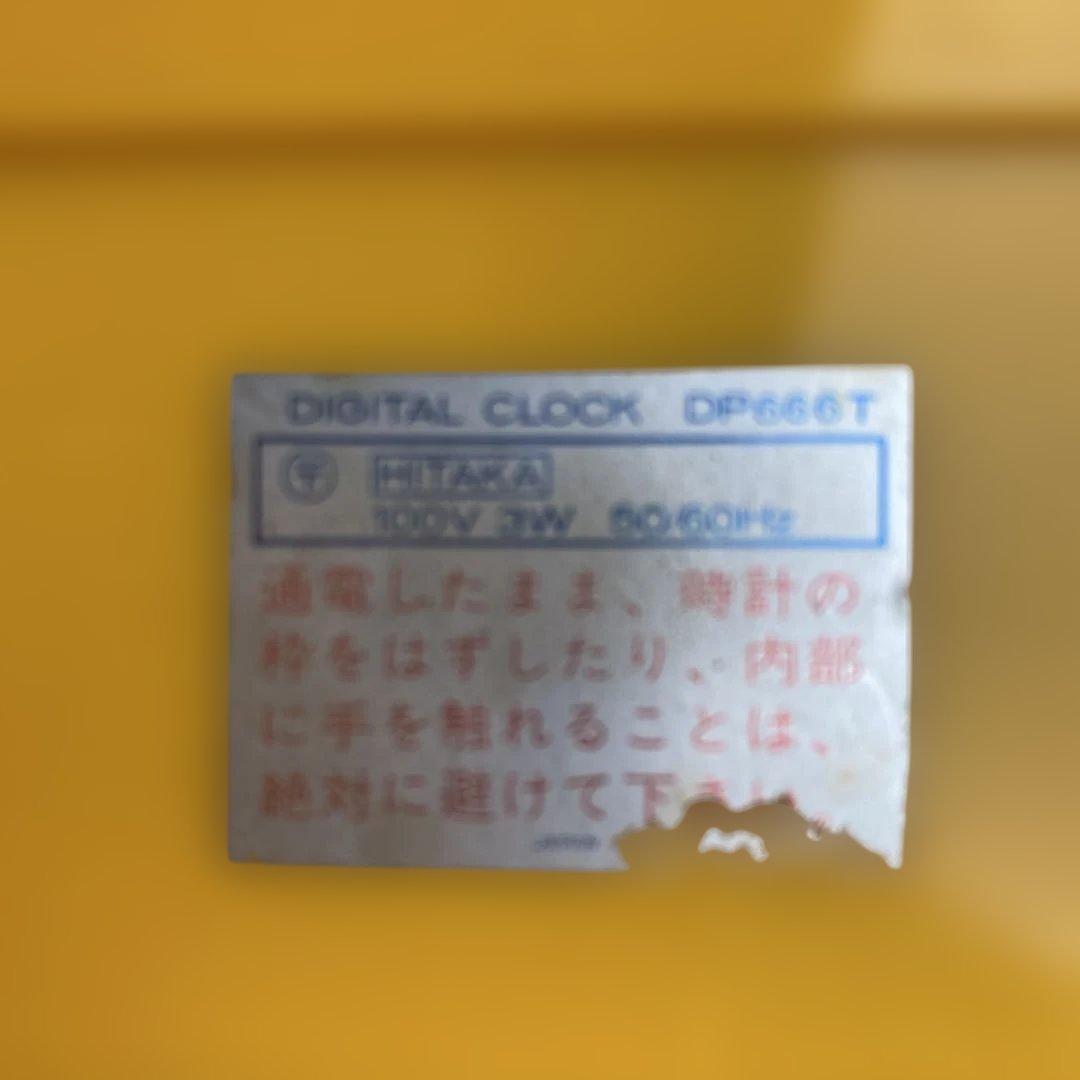 DIGITAL CLOCK DP666T
〒 HITAKA
100V 3W 50/60Hz
通電したまま、時計の
枠をはずしたり、内部
に手を触れることは、
絶対に避けて下さい。